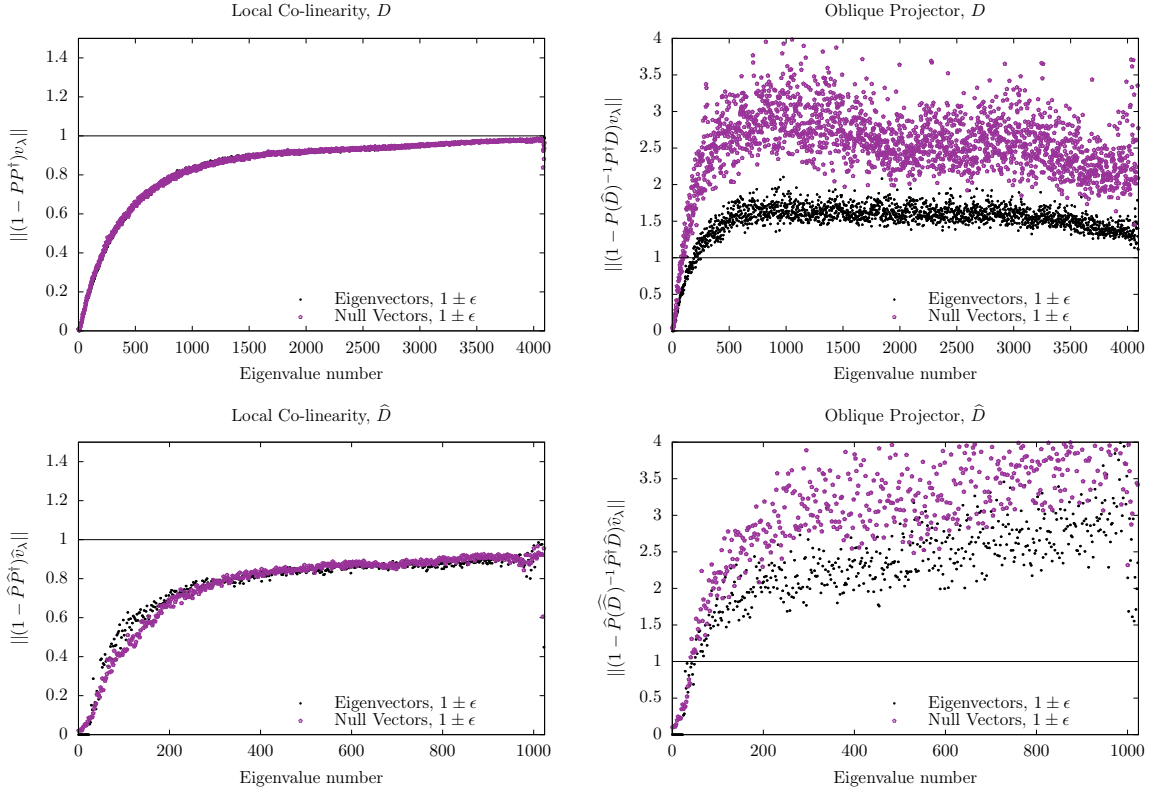 Local Co-linearity, D
||(1 − PP†)v_λ||
1.4
1.2
1
0.8
0.6
0.4
0.2
0
Eigenvectors, 1 ± ϵ
Null Vectors, 1 ± ϵ
0 500 1000 1500 2000 2500 3000 3500 4000
Eigenvalue number
Oblique Projector, D
||(1 − P(D̂)⁻¹P†D)v_λ||
4
3.5
3
2.5
2
1.5
1
0.5
0
Eigenvectors, 1 ± ϵ
Null Vectors, 1 ± ϵ
0 500 1000 1500 2000 2500 3000 3500 4000
Eigenvalue number
Local Co-linearity, D̂
||(1 − P̂P̂†)v̂_λ||
1.4
1.2
1
0.8
0.6
0.4
0.2
0
Eigenvectors, 1 ± ϵ
Null Vectors, 1 ± ϵ
0 200 400 600 800 1000
Eigenvalue number
Oblique Projector, D̂
||(1 − P̂(D̂̂)⁻¹P̂†D̂)v̂_λ||
4
3.5
3
2.5
2
1.5
1
0.5
0
Eigenvectors, 1 ± ϵ
Null Vectors, 1 ± ϵ
0 200 400 600 800 1000
Eigenvalue number